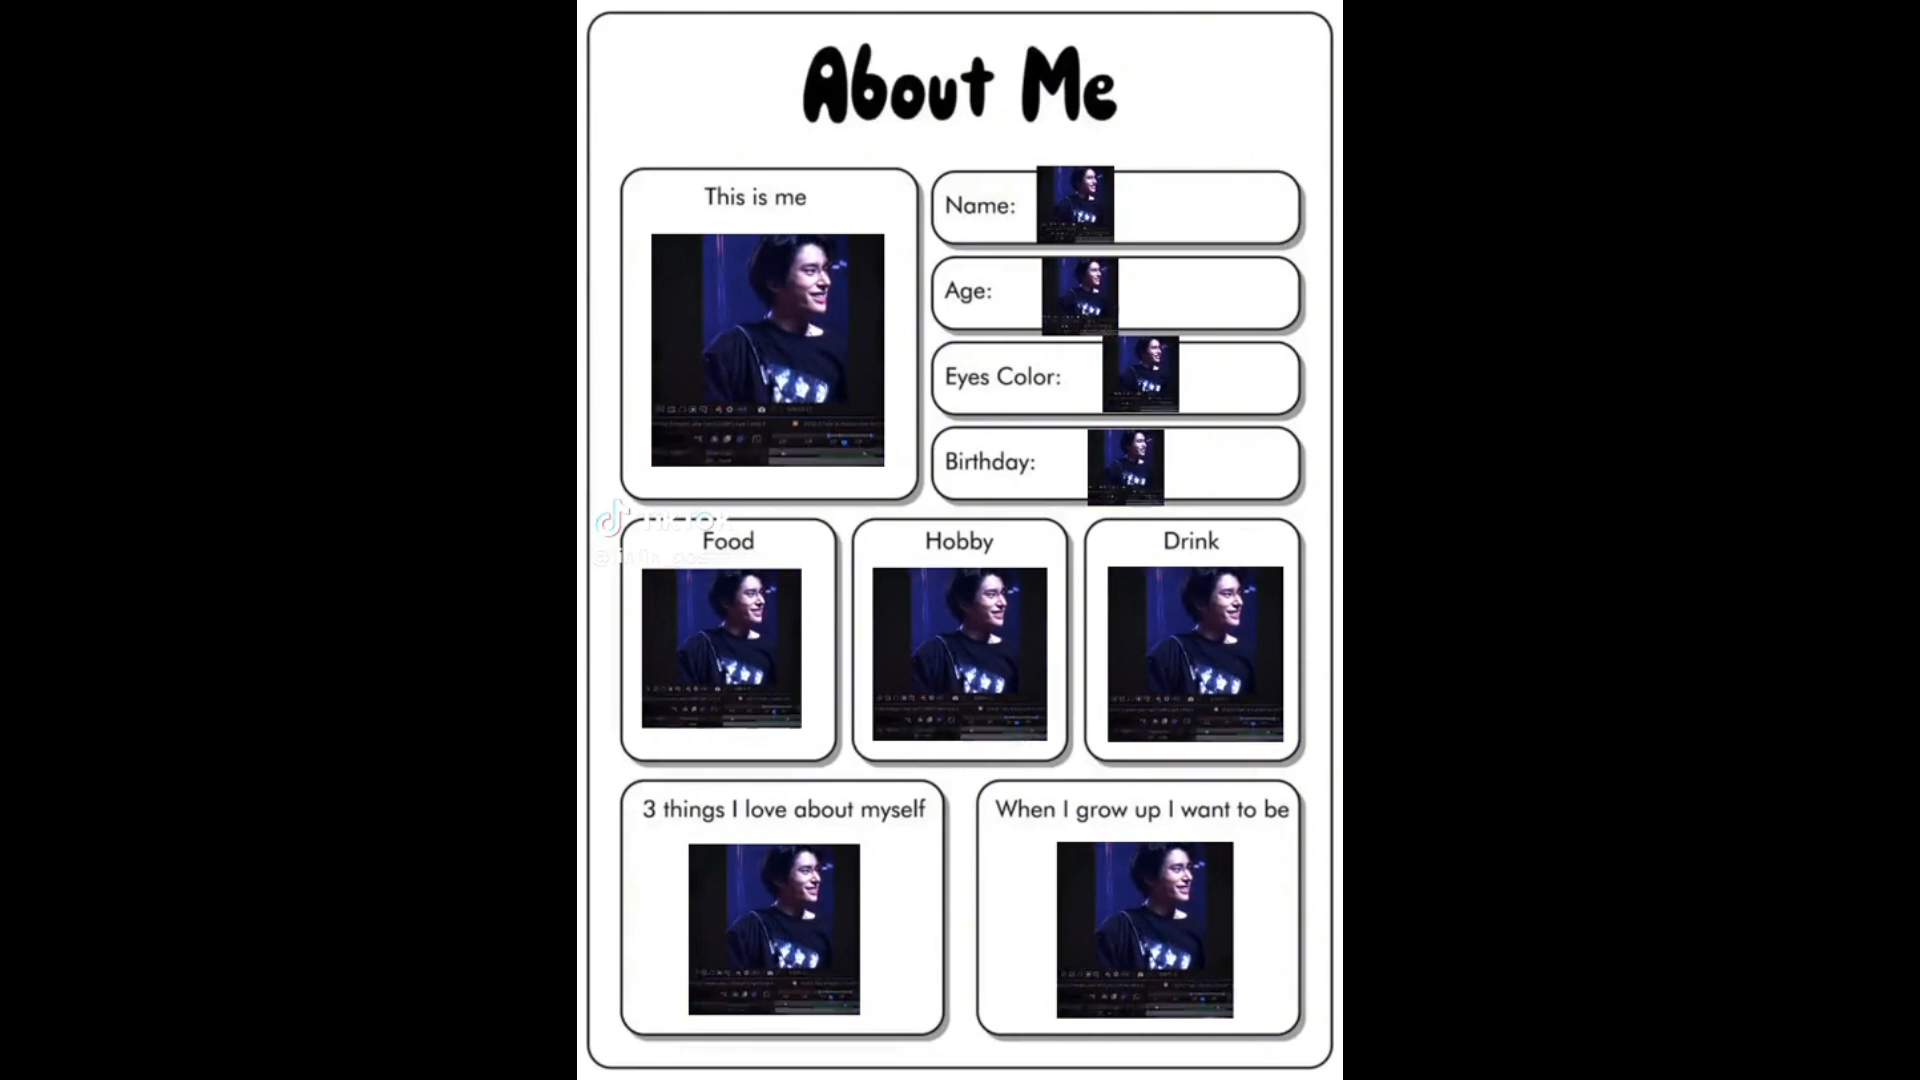 About Me
This is me
Name:
Age:
Eyes Color:
Birthday:
TikTok
Food
Hobby
Drink
3 things I love about myself
When I grow up I want to be